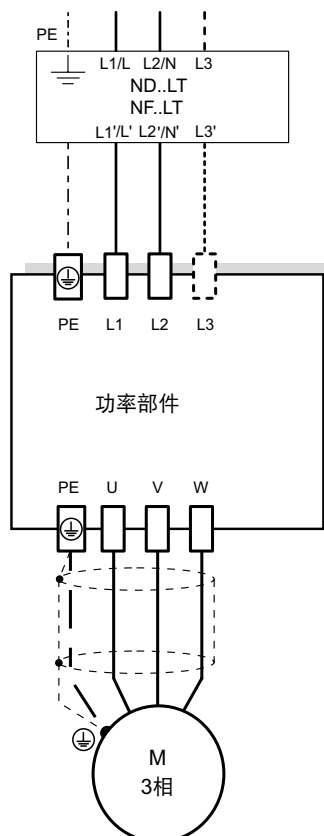 PE
L1/L L2/N L3
ND..LT
NF..LT
L1'/L' L2'/N' L3'
PE L1 L2 L3
功率部件
PE U V W
M
3相